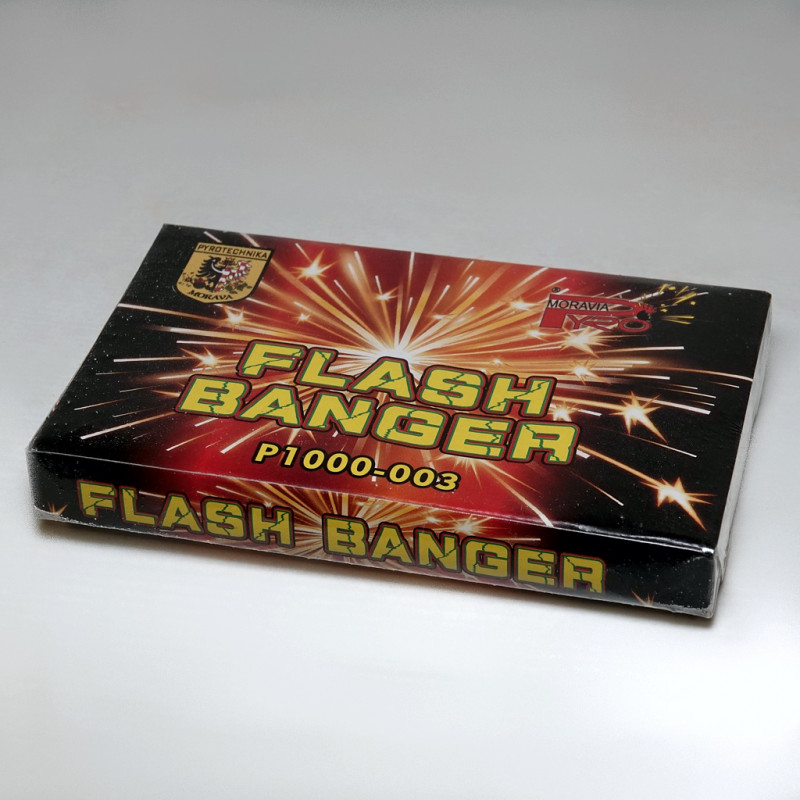 PYROTECHNIKA
MORAVA
®
MORAVIA
PYRO
FLASH
BANGER
P1000-003
FLASH BANGER